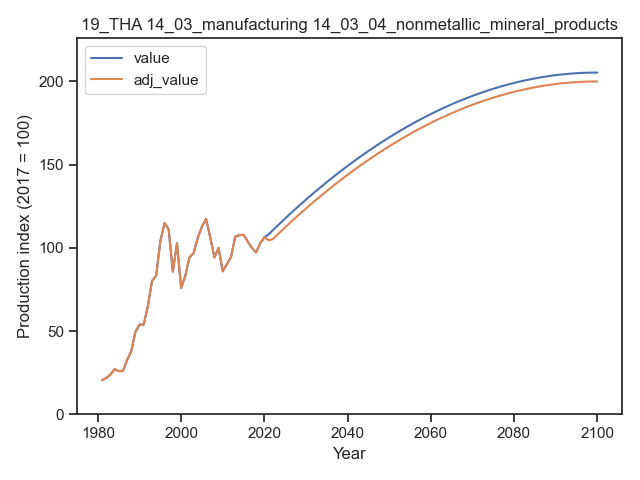 19_THA 14_03_manufacturing 14_03_04_nonmetallic_mineral_products
value
adj_value
Production index (2017 = 100)
200
150
100
50
0
1980 2000 2020 2040 2060 2080 2100
Year